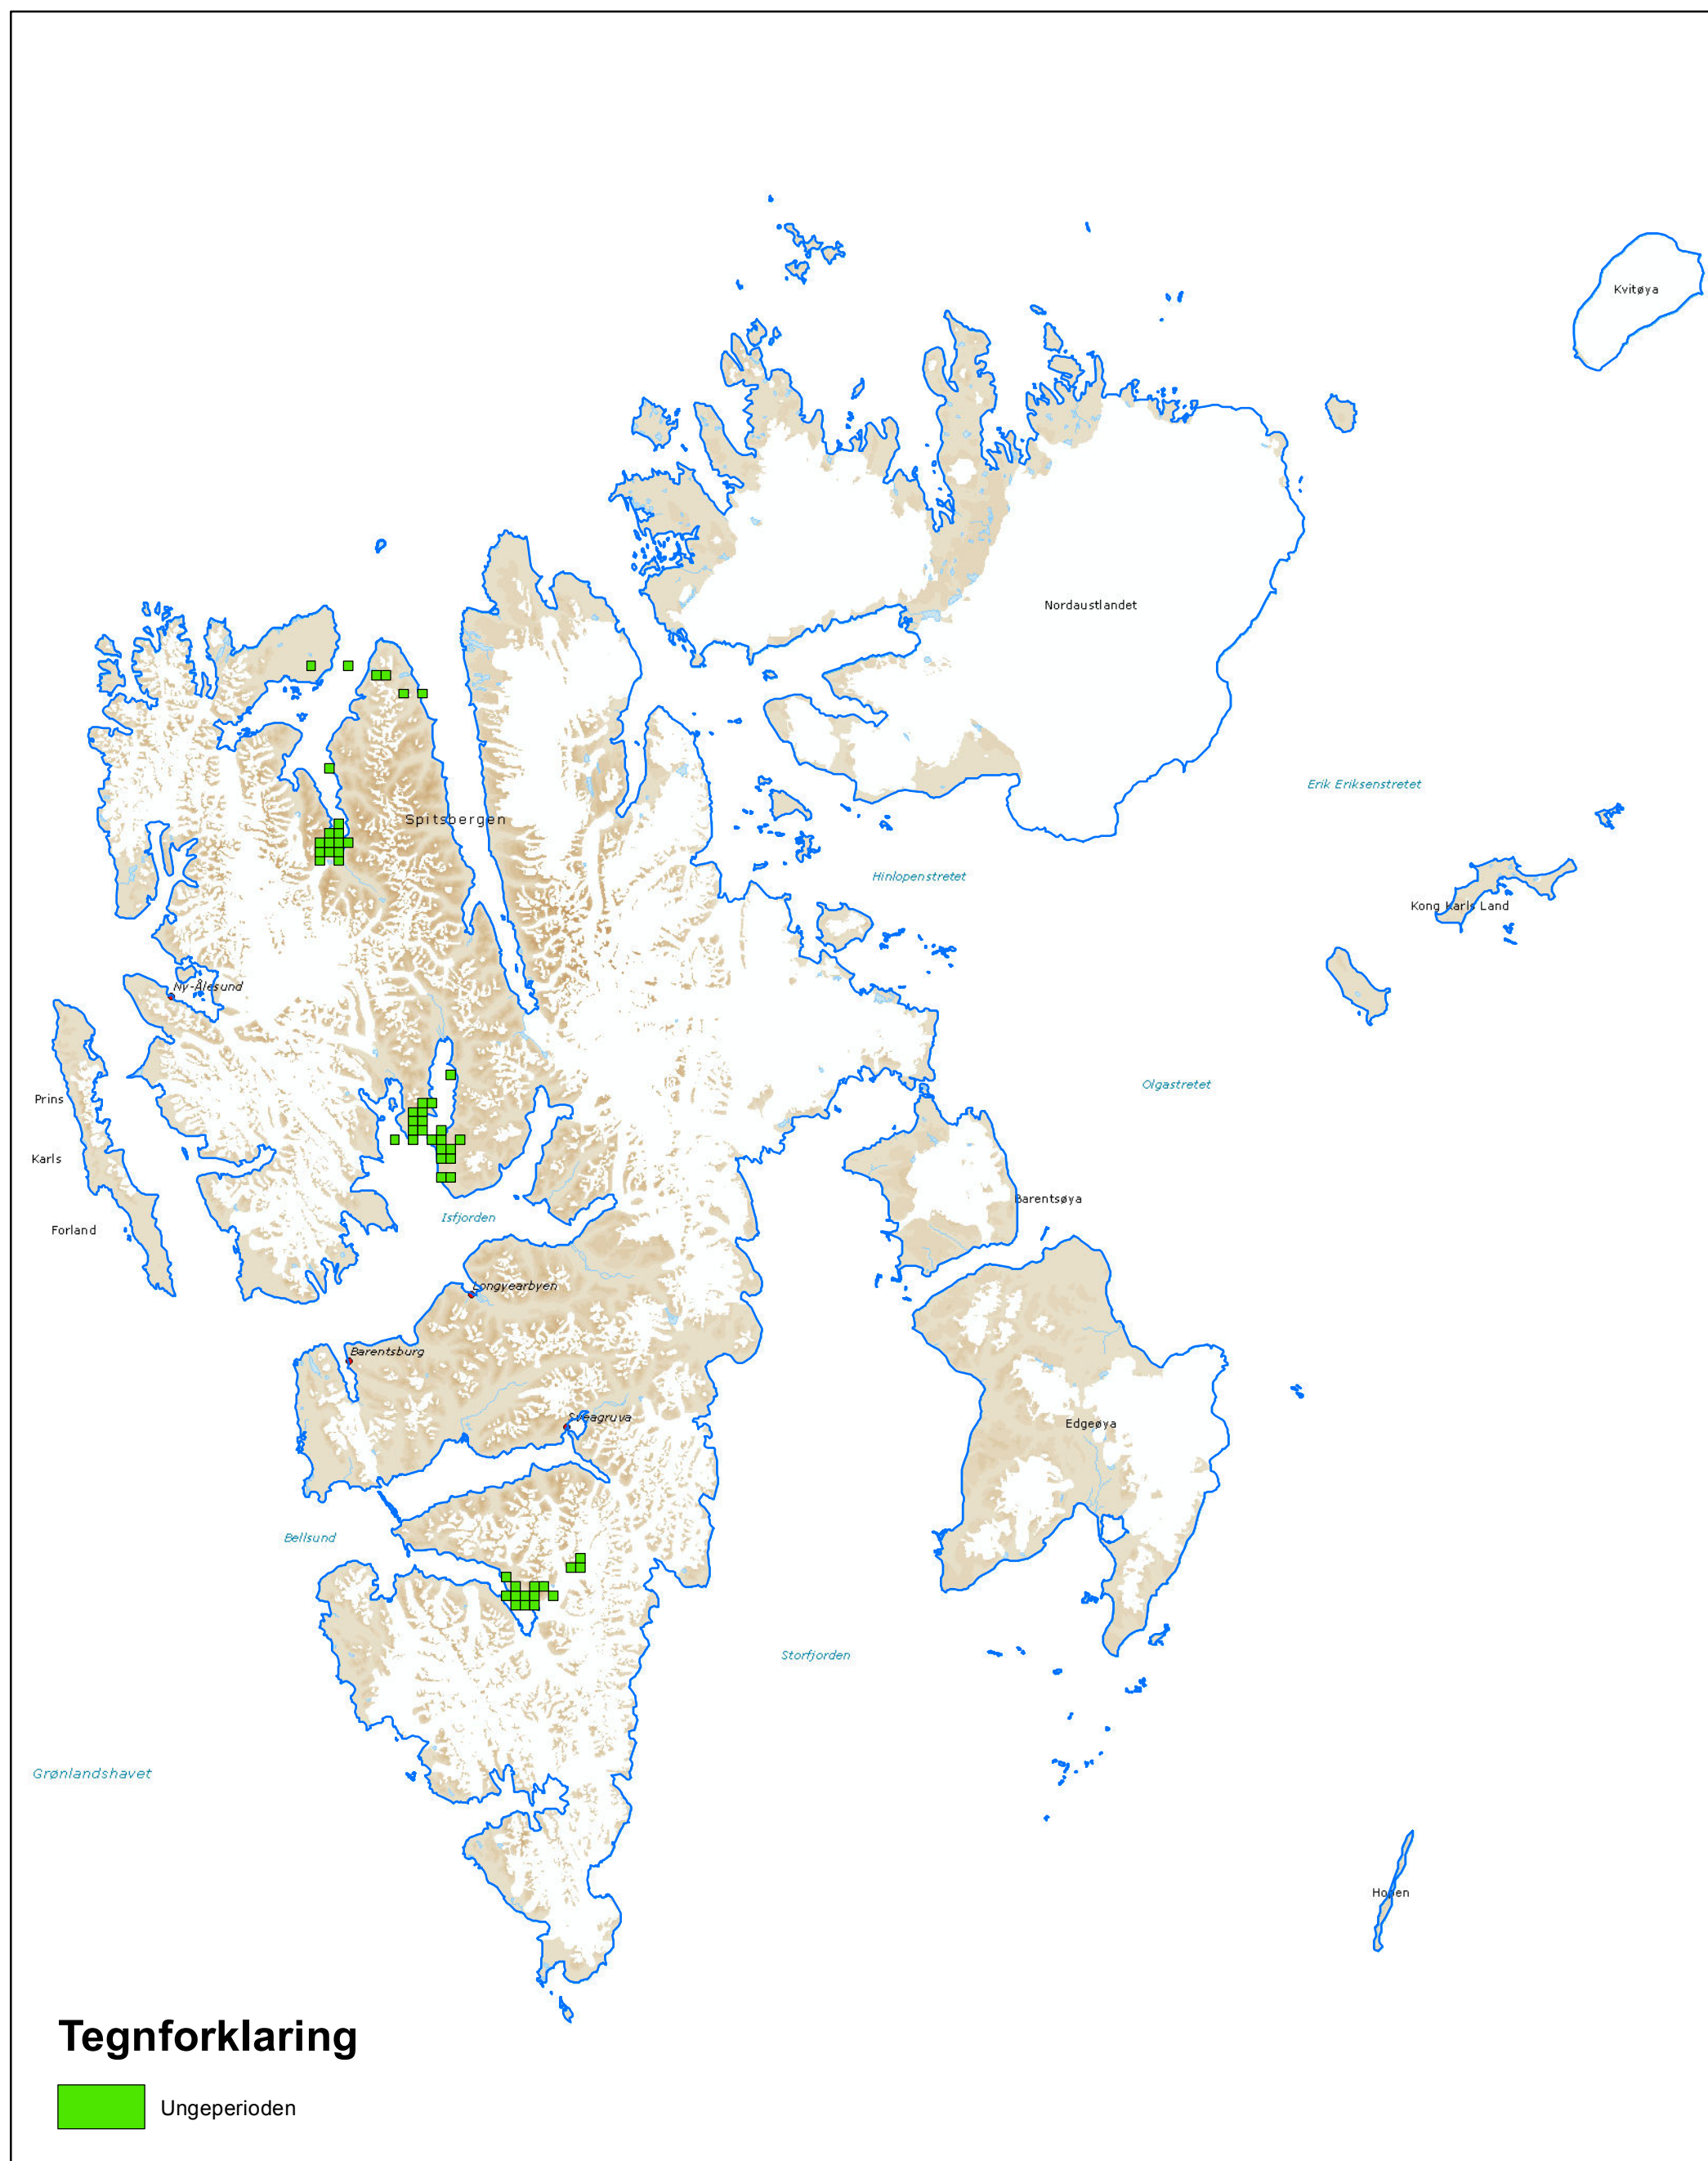 Kvitøya
Nordaustlandet
Erik Eriksenstretet
Spitsbergen
Hinlopenstretet
Kong Karls Land
Ny-Ålesund
Olgastretet
Prins
Karls
Barentsøya
Isfjorden
Forland
Longyearbyen
Barentsburg
Sveagruva
Edgeøya
Bellsund
Storfjorden
Grønlandshavet
Hopen
Tegnforklaring
Ungeperioden